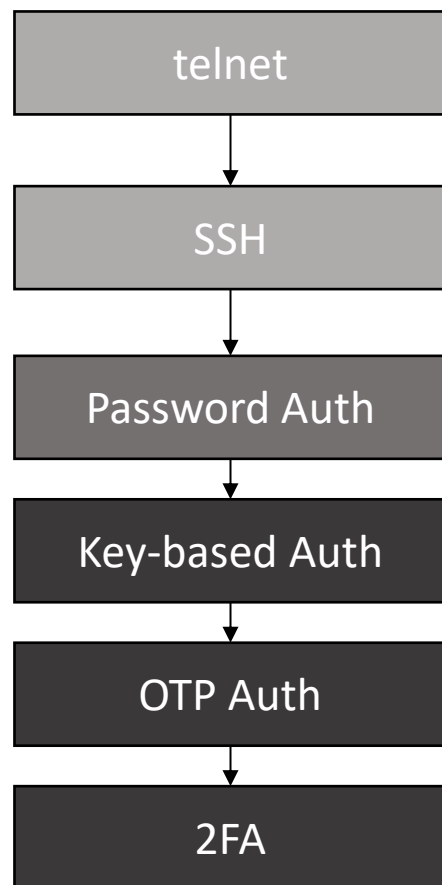 telnet
SSH
Password Auth
Key-based Auth
OTP Auth
2FA